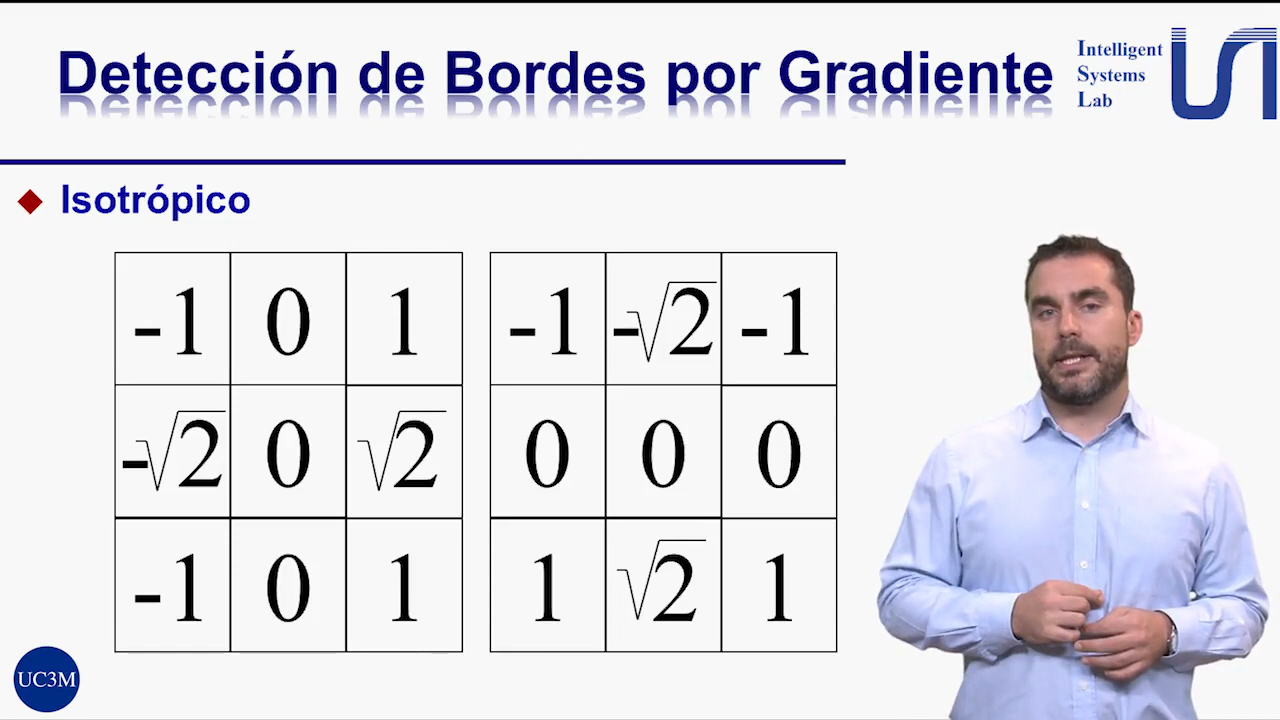 Detección de Bordes por Gradiente
Intelligent
Systems
Lab
Isotrópico
-1 0 1 -1 -√2 -1
-√2 0 √2 0 0 0
-1 0 1 1 √2 1
UC3M